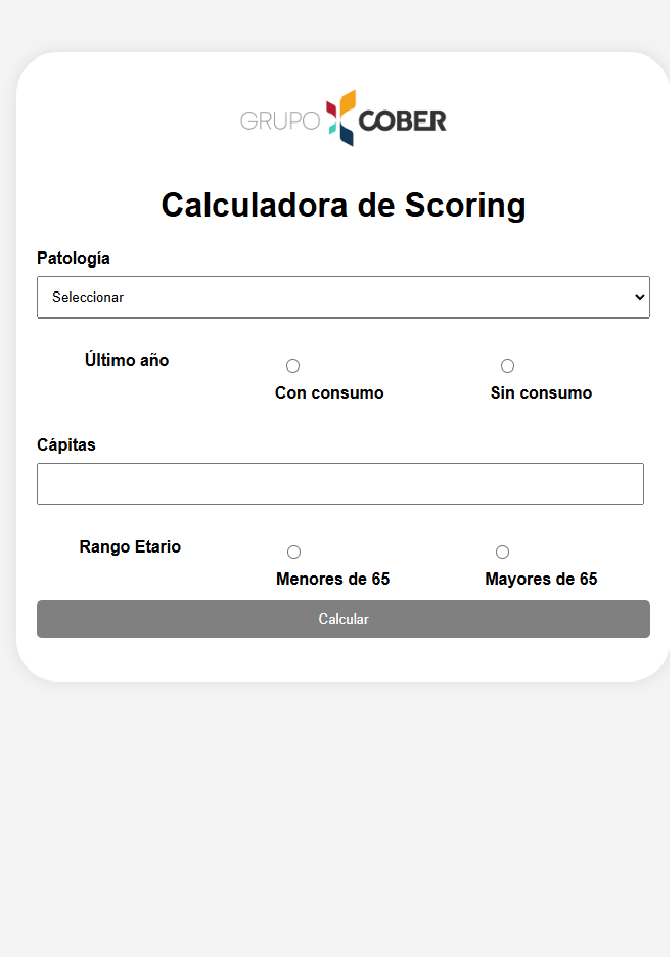 GRUPO COBER
Calculadora de Scoring
Patología
Seleccionar
Último año
Con consumo
Sin consumo
Cápitas
Rango Etario
Menores de 65
Mayores de 65
Calcular